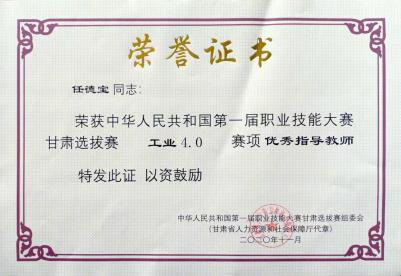 荣誉证书
任德宝同志：
荣获中华人民共和国第一届职业技能大赛
甘肃选拔赛 工业4.0 赛项优秀指导教师
特发此证 以资鼓励
中华人民共和国第一届职业技能大赛甘肃选拔赛组委会
(甘肃省人力资源和社会保障厅代章)
二〇二〇年十一月